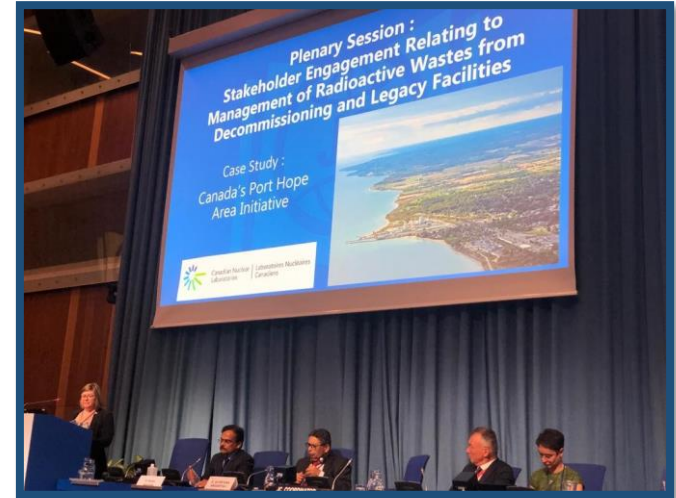 Plenary Session :
Stakeholder Engagement Relating to
Management of Radioactive Wastes from
Decommissioning and Legacy Facilities
Case Study :
Canada's Port Hope
Area Initiative
Canadian Nuclear | Laboratoires Nucléaires
Laboratories | Canadiens